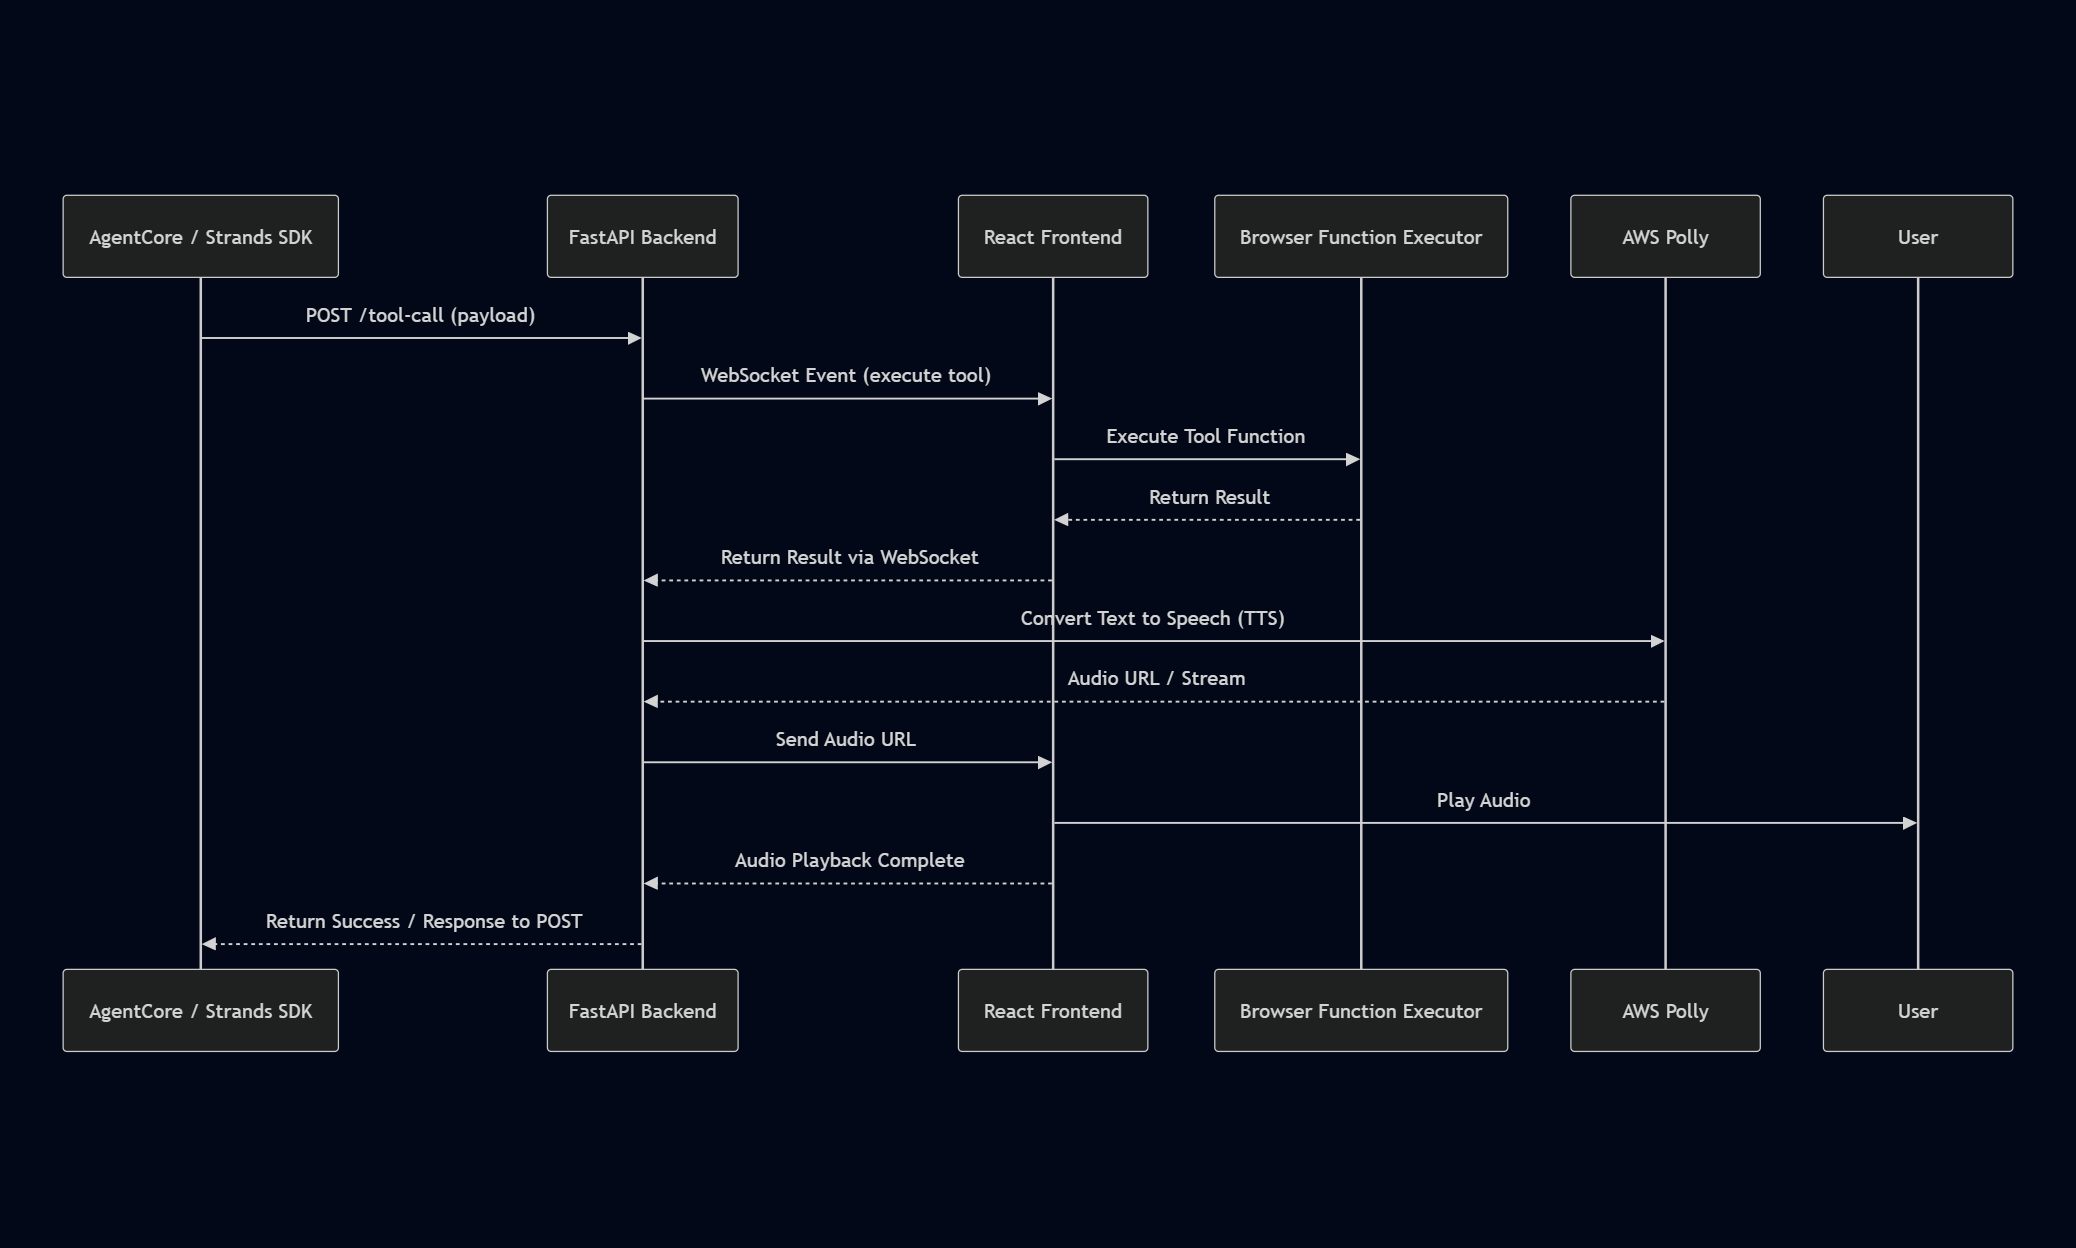 AgentCore / Strands SDK
FastAPI Backend
React Frontend
Browser Function Executor
AWS Polly
User
POST /tool-call (payload)
WebSocket Event (execute tool)
Execute Tool Function
Return Result
Return Result via WebSocket
Convert Text to Speech (TTS)
Audio URL / Stream
Send Audio URL
Play Audio
Audio Playback Complete
Return Success / Response to POST
AgentCore / Strands SDK
FastAPI Backend
React Frontend
Browser Function Executor
AWS Polly
User